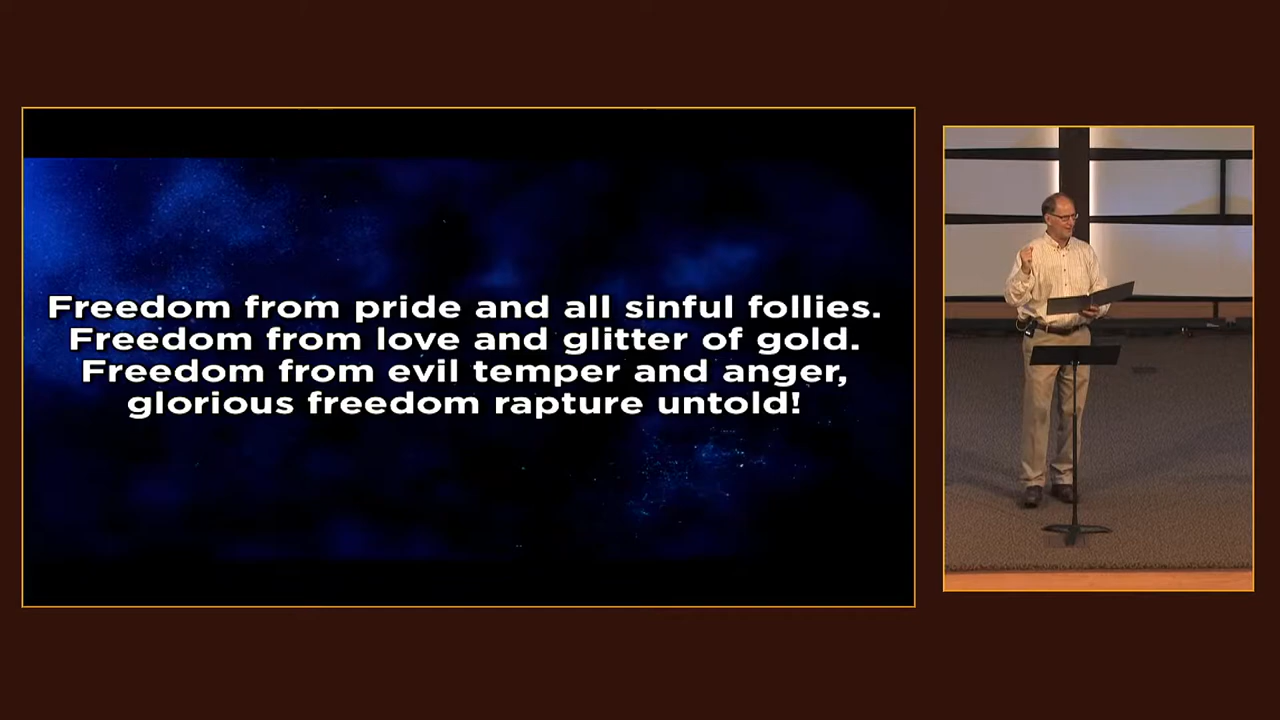 Freedom from pride and all sinful follies.
Freedom from love and glitter of gold.
Freedom from evil temper and anger,
glorious freedom rapture untold!